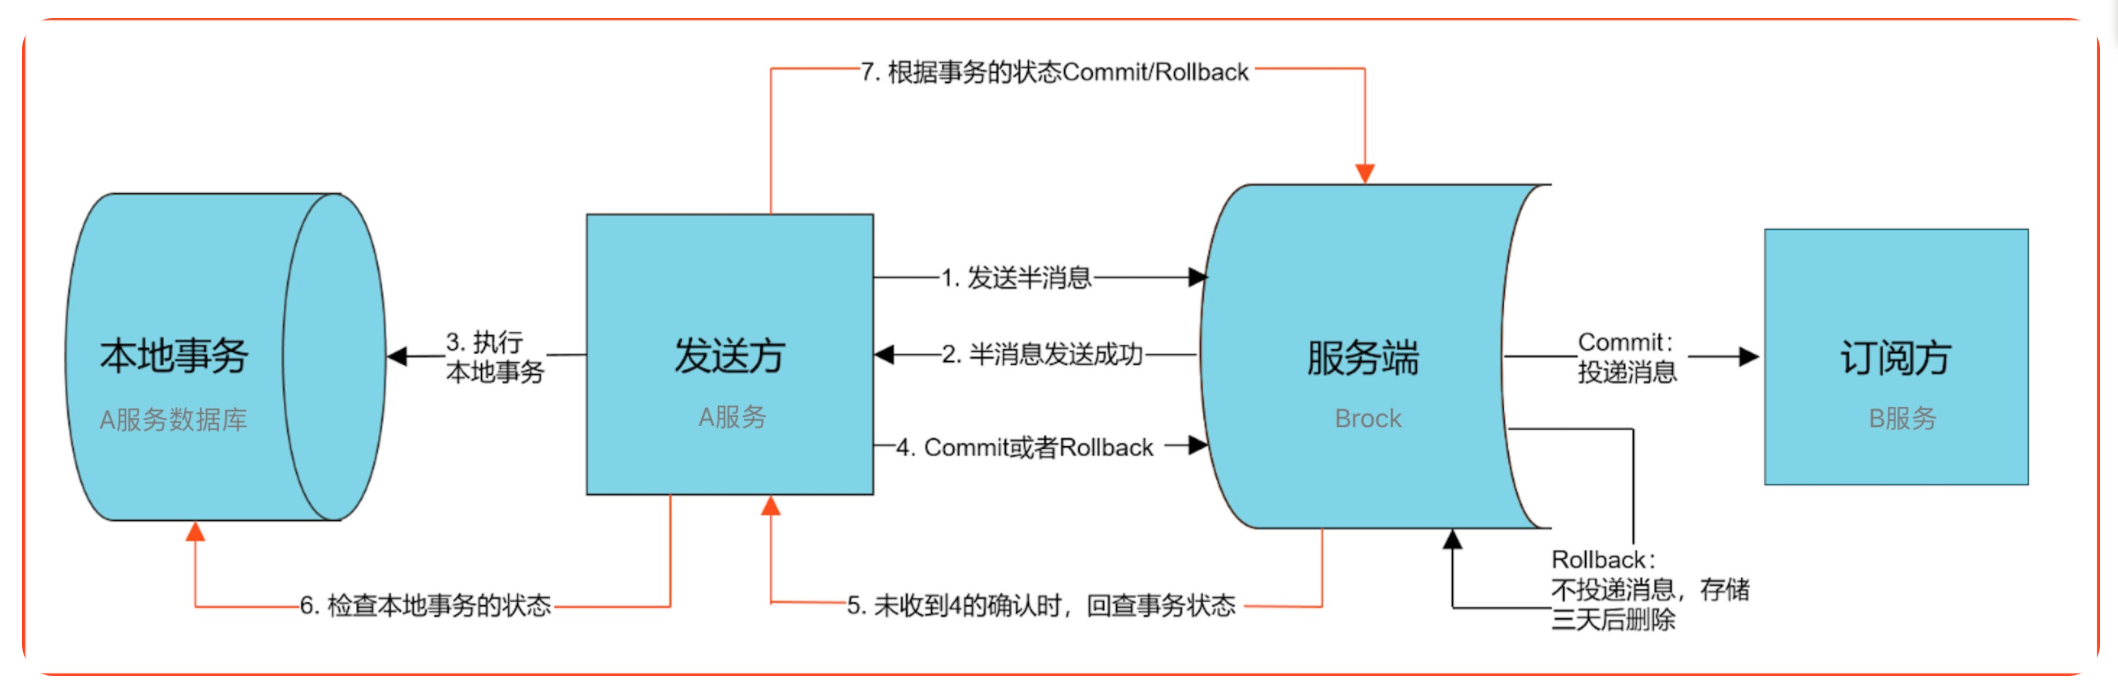 7. 根据事务的状态Commit/Rollback
1. 发送半消息
3. 执行
本地事务
2. 半消息发送成功
Commit：
投递消息
本地事务
发送方
服务端
订阅方
A服务数据库
A服务
Brock
B服务
4. Commit或者Rollback
Rollback：
不投递消息，存储
三天后删除
6. 检查本地事务的状态
5. 未收到4的确认时，回查事务状态